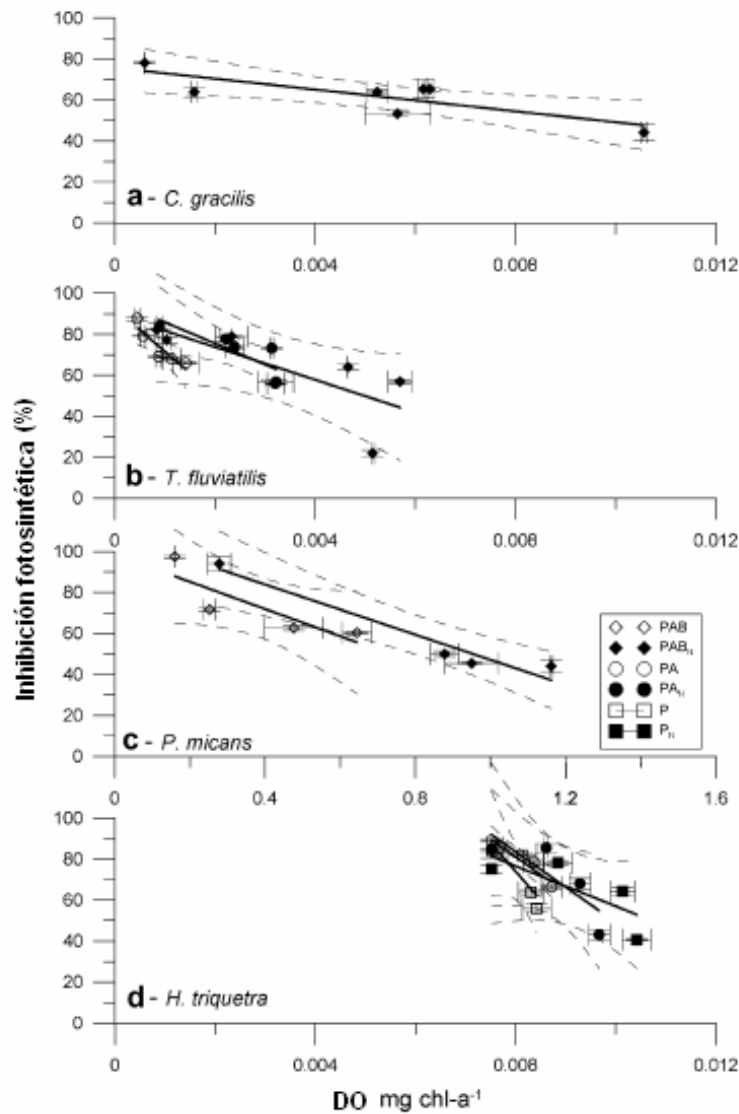 100
80
60
40
20
0
a - C. gracilis
0 0.004 0.008 0.012
100
80
60
40
20
0
b - T. fluviatilis
0 0.004 0.008 0.012
100
80
60
40
20
0
c - P. micans
PAB
PAB_N
PA
PA_N
P
P_N
0 0.4 0.8 1.2 1.6
100
80
60
40
20
0
d - H. triquetra
0 0.004 0.008 0.012
Inhibición fotosintética (%)
DO mg chl-a⁻¹